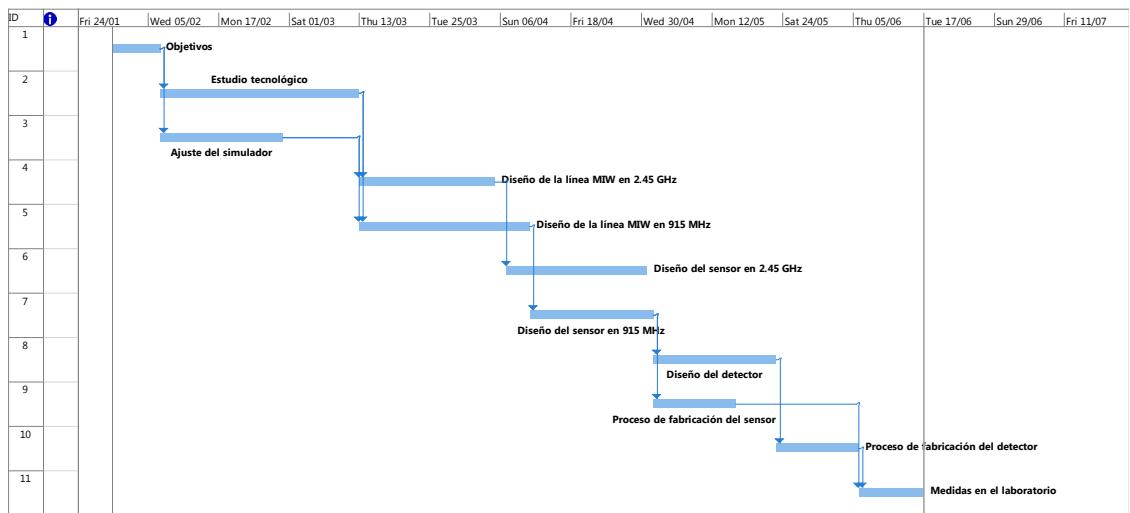 ID Fri 24/01 Wed 05/02 Mon 17/02 Sat 01/03 Thu 13/03 Tue 25/03 Sun 06/04 Fri 18/04 Wed 30/04 Mon 12/05 Sat 24/05 Thu 05/06 Tue 17/06 Sun 29/06 Fri 11/07
1
Objetivos
2
Estudio tecnológico
3
Ajuste del simulador
4
Diseño de la línea MIW en 2.45 GHz
5
Diseño de la línea MIW en 915 MHz
6
Diseño del sensor en 2.45 GHz
7
Diseño del sensor en 915 MHz
8
Diseño del detector
9
Proceso de fabricación del sensor
10
Proceso de fabricación del detector
11
Medidas en el laboratorio